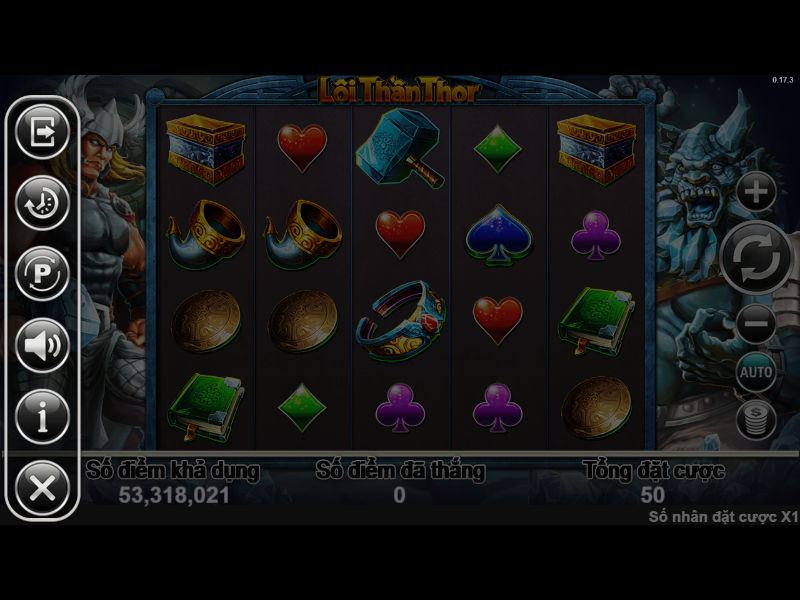 Lôi Thần Thor
0.17.3
P
i
AUTO
$
Số điểm khả dụng
Số điểm đã thắng
Tổng đặt cược
53,318,021
0
50
Số nhân đặt cược X1